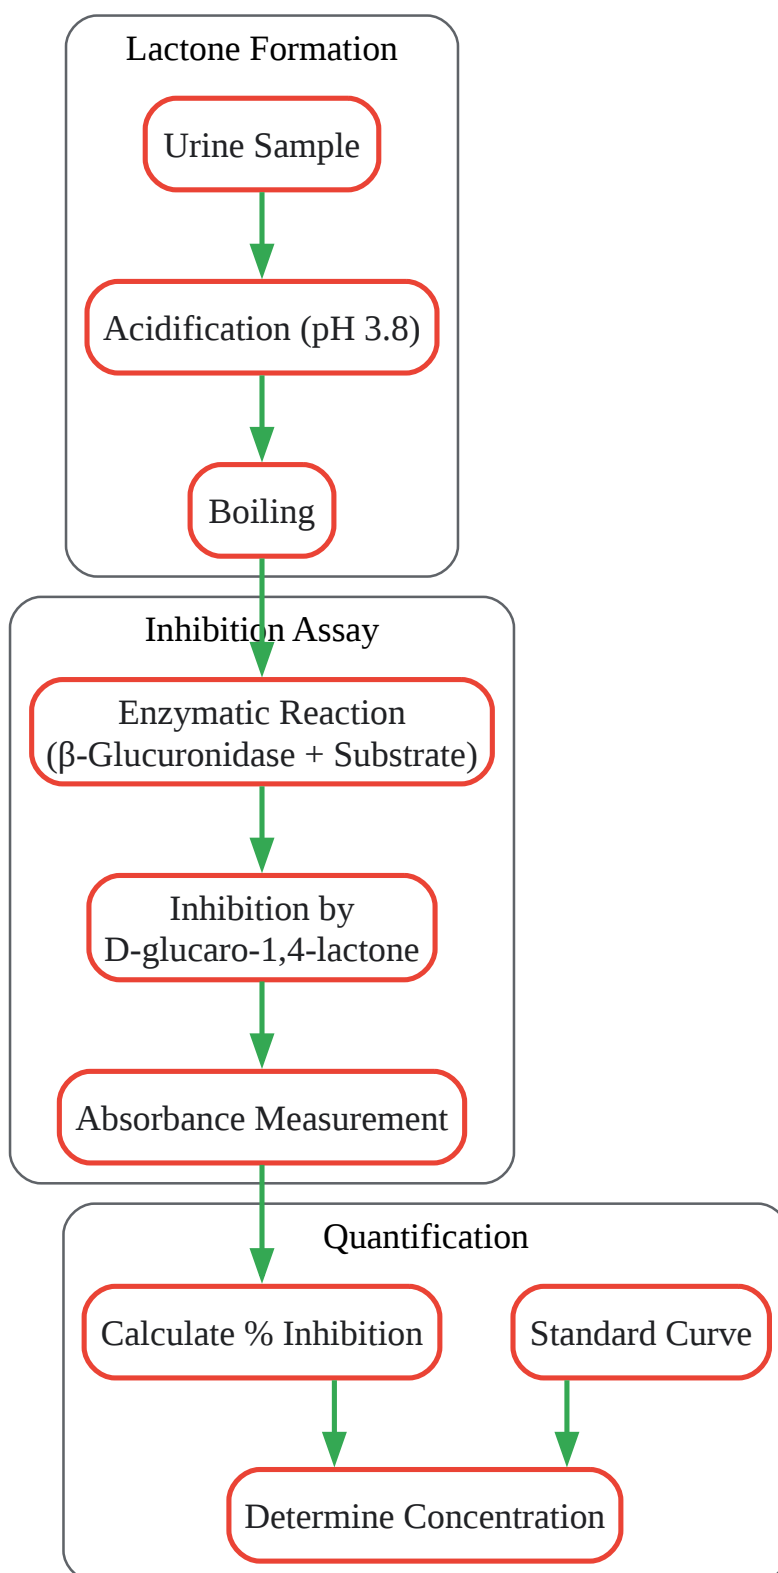 Lactone Formation
Urine Sample
Acidification (pH 3.8)
Boiling
Inhibition Assay
Enzymatic Reaction
(β-Glucuronidase + Substrate)
Inhibition by
D-glucaro-1,4-lactone
Absorbance Measurement
Quantification
Calculate % Inhibition
Standard Curve
Determine Concentration